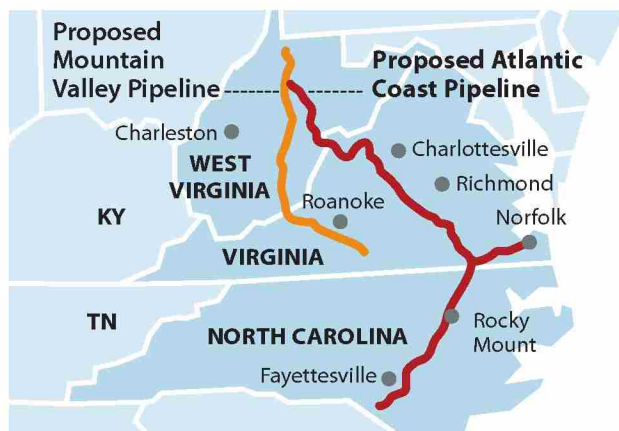 Proposed
Mountain
Valley Pipeline
Proposed Atlantic
Coast Pipeline
Charleston
WEST
VIRGINIA
Charlottesville
Richmond
KY
Roanoke
Norfolk
VIRGINIA
TN
NORTH CAROLINA
Rocky
Mount
Fayettesville